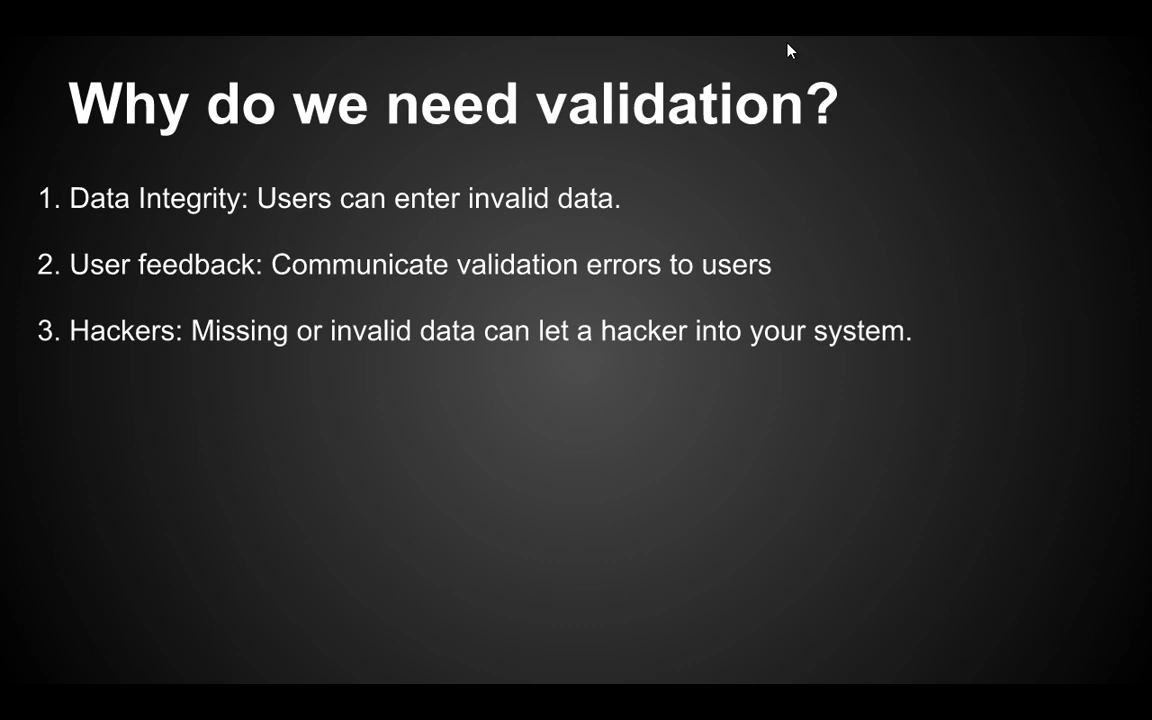 Why do we need validation?
1. Data Integrity: Users can enter invalid data.
2. User feedback: Communicate validation errors to users
3. Hackers: Missing or invalid data can let a hacker into your system.